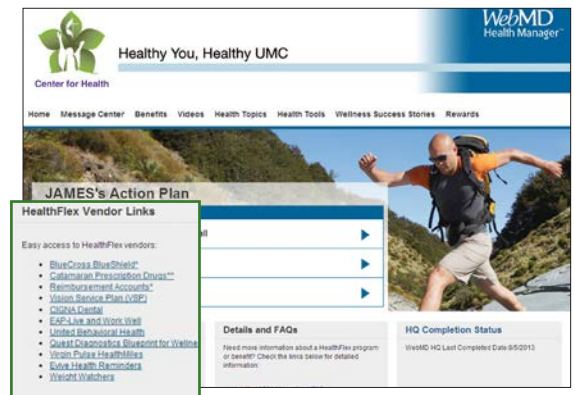 WebMD
Health Manager
Healthy You, Healthy UMC
Center for Health
Home Message Center Benefits Videos Health Topics Health Tools Wellness Success Stories Rewards
JAMES's Action Plan
HealthFlex Vendor Links
Easy access to HealthFlex vendors:
BlueCross BlueShield*
Catamaran Prescription Drugs**
Reimbursement Accounts*
Vision Service Plan (VSP)
CIGNA Dental
EAP-Live and Work Well
United Behavioral Health
Quest Diagnostics Blueprint for Wellne
Virgin Pulse HealthMiles
Evive Health Reminders
Weight Watchers
Details and FAQs
Need more information about a HealthFlex program
or benefit? Check the links below for detailed
information:
HQ Completion Status
WebMD HQ Last Completed Date 8/5/2013